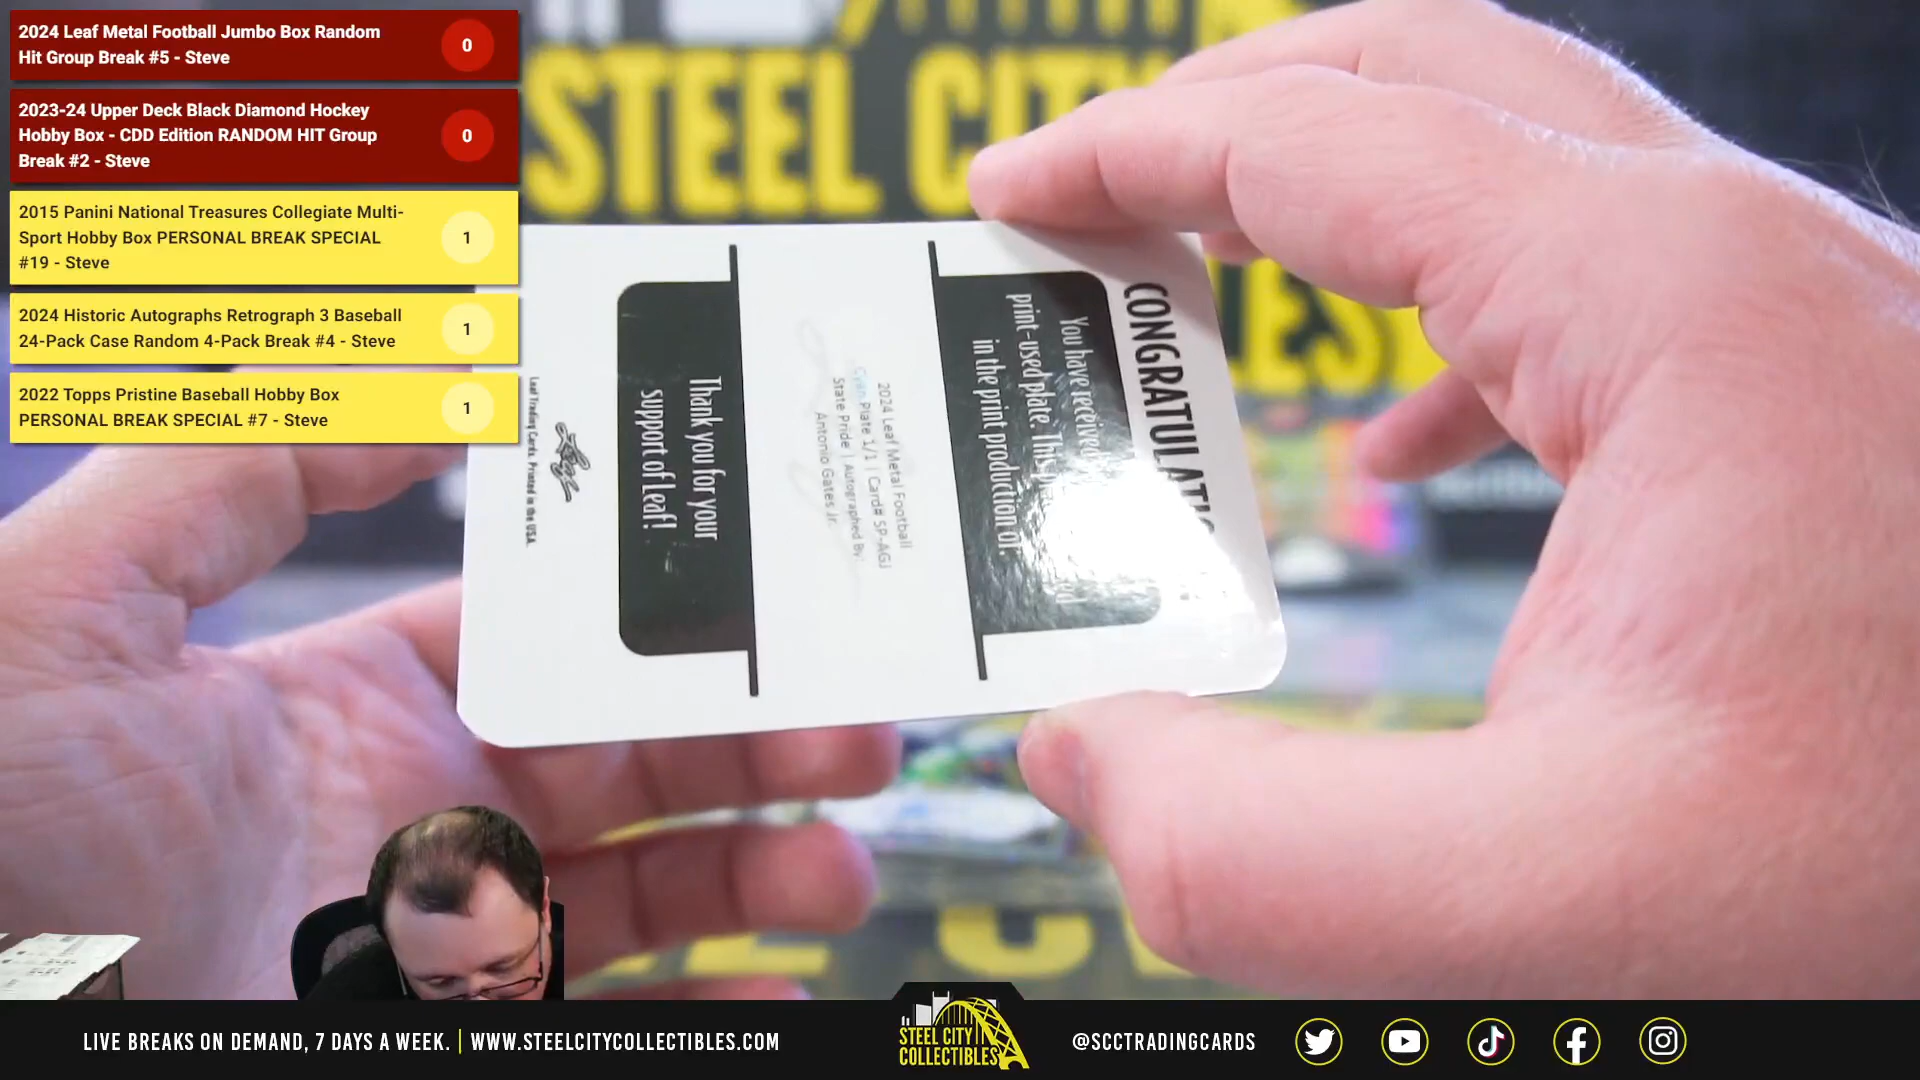 2024 Leaf Metal Football Jumbo Box Random
Hit Group Break #5 - Steve
0
2023-24 Upper Deck Black Diamond Hockey
Hobby Box - CDD Edition RANDOM HIT Group
Break #2 - Steve
0
2015 Panini National Treasures Collegiate Multi-
Sport Hobby Box PERSONAL BREAK SPECIAL
#19 - Steve
1
2024 Historic Autographs Retrograph 3 Baseball
24-Pack Case Random 4-Pack Break #4 - Steve
1
2022 Topps Pristine Baseball Hobby Box
PERSONAL BREAK SPECIAL #7 - Steve
1
STEEL CITY
You have received
print-used plate. This
in the print production of:
2024 Leaf Metal Football
Cyan Plate 1/1 | Card# SP-AGJ
State Pride | Autographed By:
Antonio Gates Jr.
Thank you for your
support of Leaf!
Leaf
Leaf Trading Cards. Printed in the USA.
LIVE BREAKS ON DEMAND, 7 DAYS A WEEK. | WWW.STEELCITYCOLLECTIBLES.COM
STEEL CITY
COLLECTIBLES
@SCCTRADINGCARDS